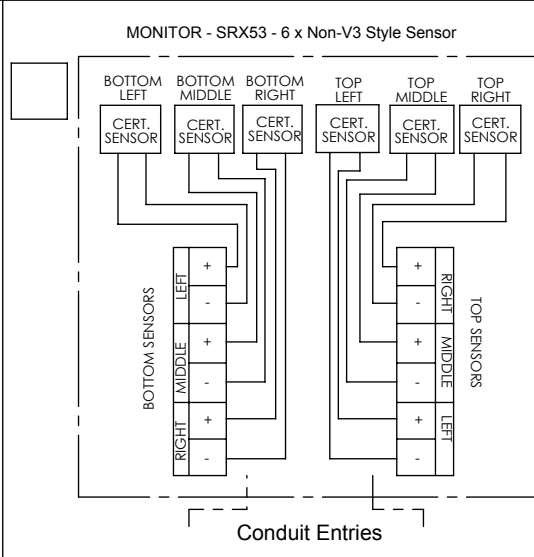 MONITOR - SRX53 - 6 x Non-V3 Style Sensor
BOTTOM
LEFT
BOTTOM
MIDDLE
BOTTOM
RIGHT
TOP
LEFT
TOP
MIDDLE
TOP
RIGHT
CERT.
SENSOR
CERT.
SENSOR
CERT.
SENSOR
CERT.
SENSOR
CERT.
SENSOR
CERT.
SENSOR
BOTTOM SENSORS
LEFT
+
-
MIDDLE
+
-
RIGHT
+
-
+
-
RIGHT
+
-
MIDDLE
+
-
LEFT
TOP SENSORS
Conduit Entries